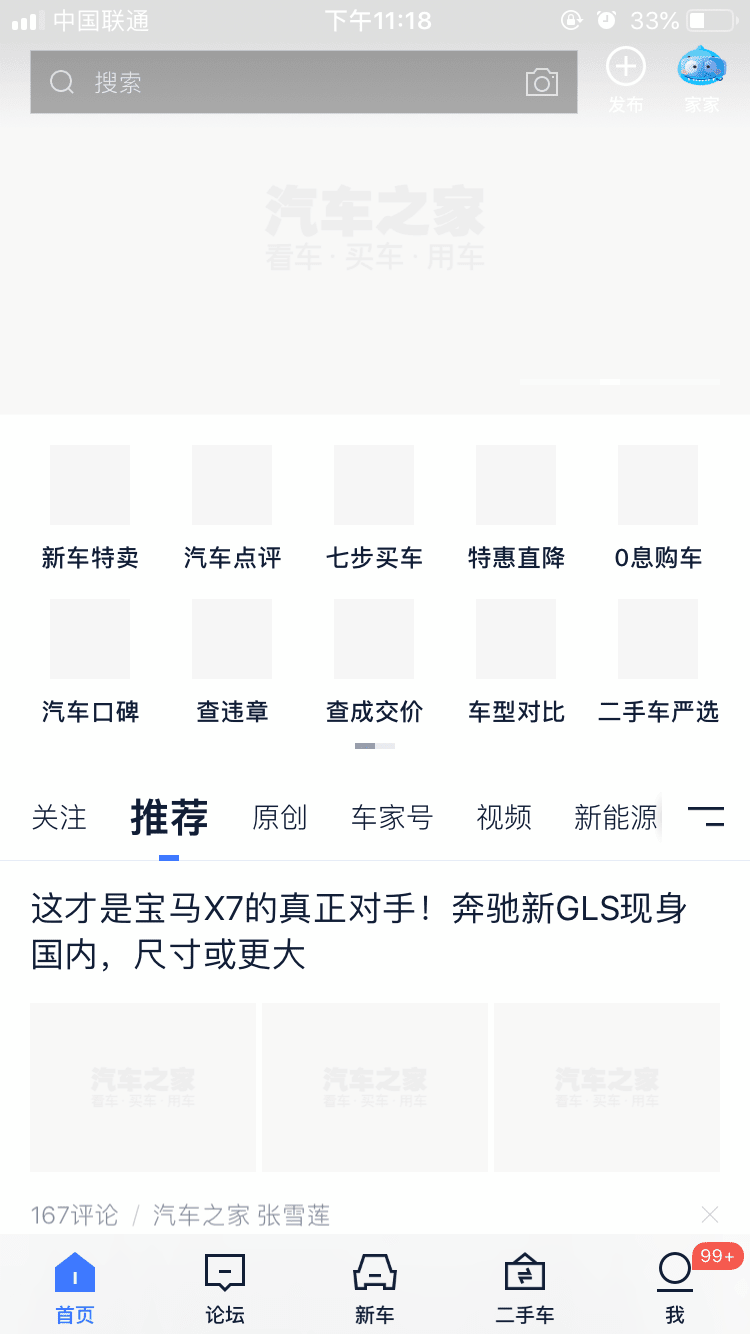 中国联通 下午11:18 33%
搜索
发布 家家
汽车之家
看车·买车·用车
新车特卖 汽车点评 七步买车 特惠直降 0息购车
汽车口碑 查违章 查成交价 车型对比 二手车严选
关注 推荐 原创 车家号 视频 新能源
这才是宝马X7的真正对手！奔驰新GLS现身
国内，尺寸或更大
汽车之家 汽车之家 汽车之家
看车·买车·用车 看车·买车·用车 看车·买车·用车
167评论 / 汽车之家 张雪莲
99+
首页 论坛 新车 二手车 我